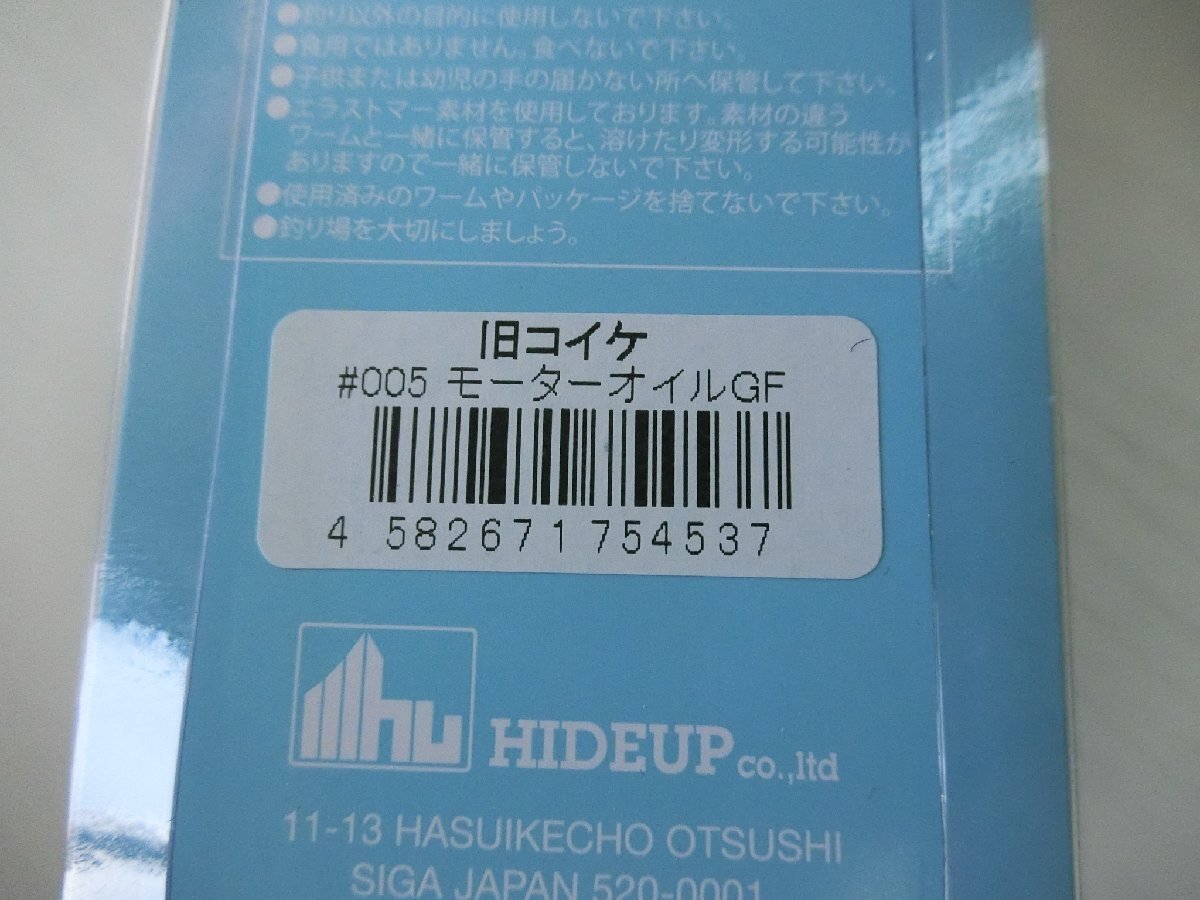 ●釣り以外の目的に使用しないで下さい。
●食用ではありません。食べないで下さい。
●子供または幼児の手の届かない所へ保管して下さい。
●エラストマー素材を使用しております。素材の違う
ワームと一緒に保管すると、溶けたり変形する可能性が
ありますので一緒に保管しないで下さい。
●使用済みのワームやパッケージを捨てないで下さい。
●釣り場を大切にしましょう。
旧コイケ
#005 モーターオイルGF
4 582671 754537
hu
HIDEUP co.,ltd
11-13 HASUIKECHO OTSUSHI
SIGA JAPAN 520-0001